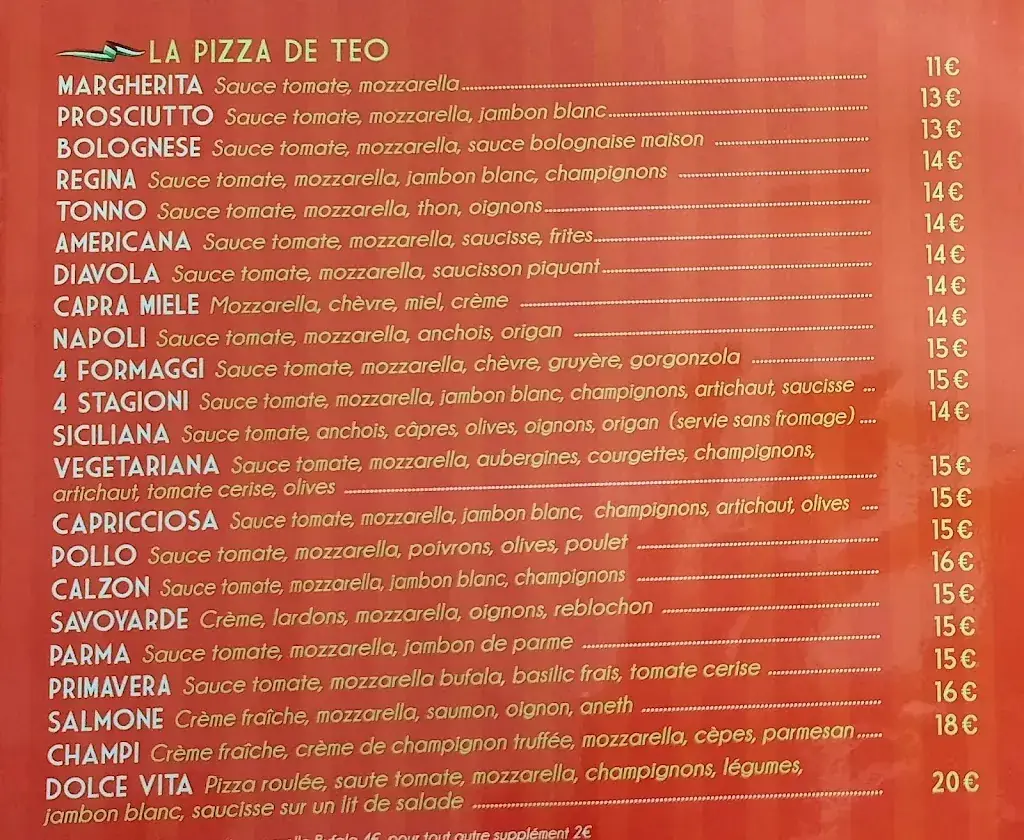 LA PIZZA DE TEO
MARGHERITA Sauce tomate, mozzarella 11€
PROSCIUTTO Sauce tomate, mozzarella, jambon blanc 13€
BOLOGNESE Sauce tomate, mozzarella, sauce bolognaise maison 13€
REGINA Sauce tomate, mozzarella, jambon blanc, champignons 14€
TONNO Sauce tomate, mozzarella, thon, oignons 14€
AMERICANA Sauce tomate, mozzarella, saucisse, frites 14€
DIAVOLA Sauce tomate, mozzarella, saucisson piquant 14€
CAPRA MIELE Mozzarella, chèvre, miel, crème 14€
NAPOLI Sauce tomate, mozzarella, anchois, origan 14€
4 FORMAGGI Sauce tomate, mozzarella, chèvre, gruyère, gorgonzola 15€
4 STAGIONI Sauce tomate, mozzarella, jambon blanc, champignons, artichaut, saucisse 15€
SICILIANA Sauce tomate, anchois, câpres, olives, oignons, origan (servie sans fromage) 14€
VEGETARIANA Sauce tomate, mozzarella, aubergines, courgettes, champignons,
artichaut, tomate cerise, olives 15€
CAPRICCIOSA Sauce tomate, mozzarella, jambon blanc, champignons, artichaut, olives 15€
POLLO Sauce tomate, mozzarella, poivrons, olives, poulet 15€
CALZON Sauce tomate, mozzarella, jambon blanc, champignons 16€
SAVOYARDE Crème, lardons, mozzarella, oignons, reblochon 15€
PARMA Sauce tomate, mozzarella, jambon de parme 15€
PRIMAVERA Sauce tomate, mozzarella bufala, basilic frais, tomate cerise 15€
SALMONE Crème fraîche, mozzarella, saumon, oignon, aneth 16€
CHAMPI Crème fraîche, crème de champignon truffée, mozzarella, cèpes, parmesan 18€
DOLCE VITA Pizza roulée, saute tomate, mozzarella, champignons, légumes,
jambon blanc, saucisse sur un lit de salade 20€
Bufala 4€, pour tout autre supplément 2€